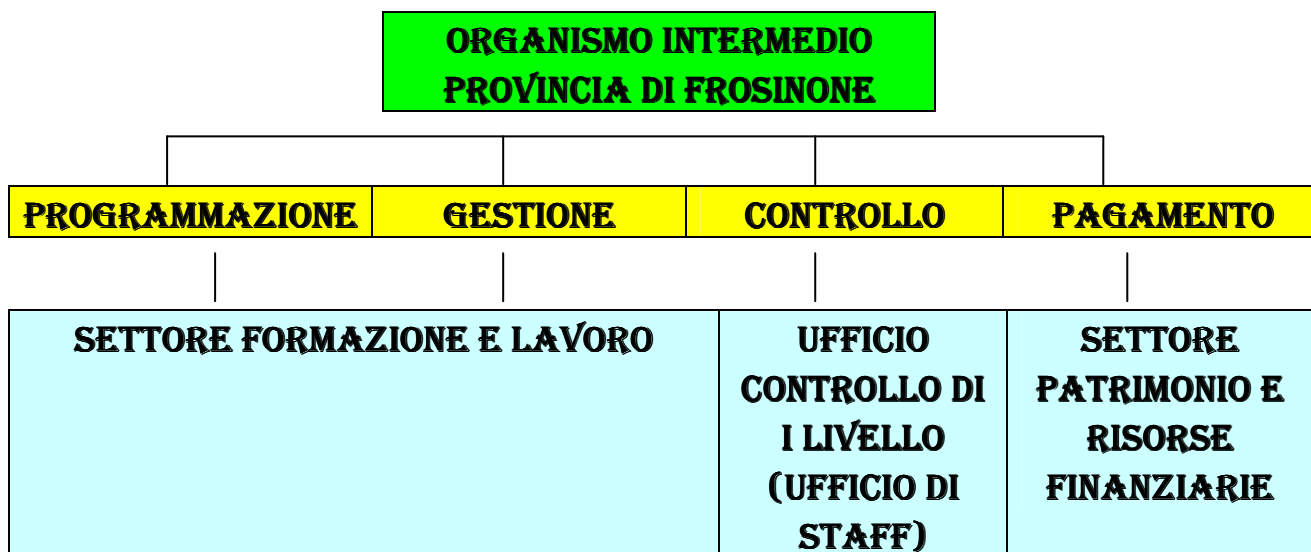 ORGANISMO INTERMEDIO
PROVINCIA DI FROSINONE
PROGRAMMAZIONE
GESTIONE
CONTROLLO
PAGAMENTO
SETTORE FORMAZIONE E LAVORO
UFFICIO
CONTROLLO DI
I LIVELLO
(UFFICIO DI
STAFF)
SETTORE
PATRIMONIO E
RISORSE
FINANZIARIE